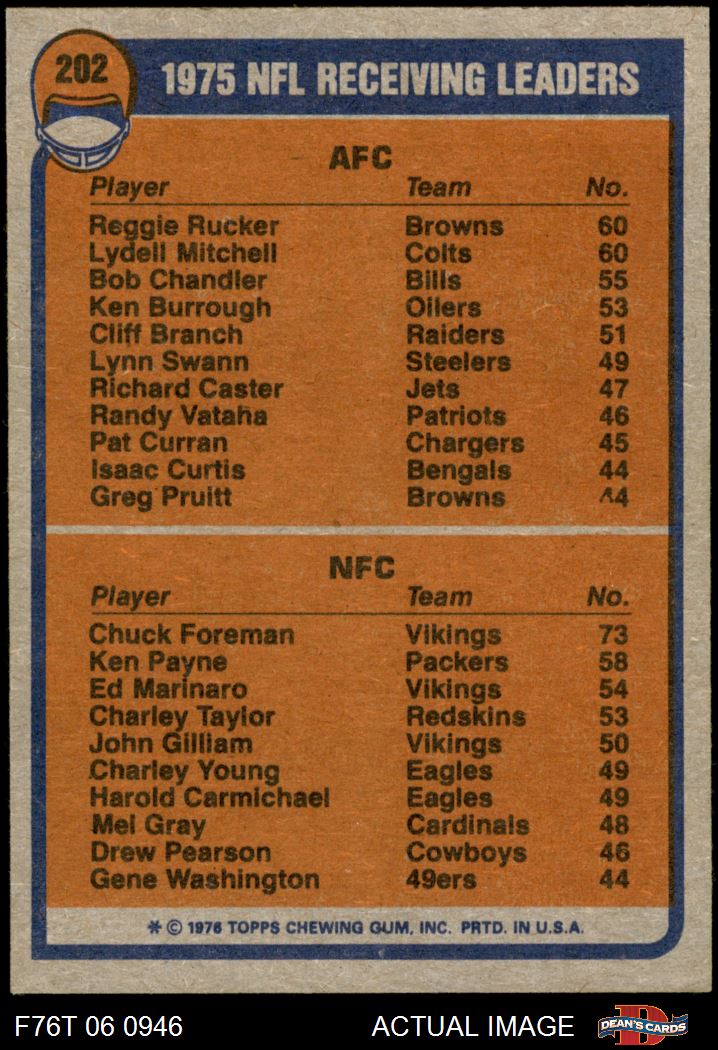 202
1975 NFL RECEIVING LEADERS
AFC
Player Team No.
Reggie Rucker Browns 60
Lydell Mitchell Colts 60
Bob Chandler Bills 55
Ken Burrough Oilers 53
Cliff Branch Raiders 51
Lynn Swann Steelers 49
Richard Caster Jets 47
Randy Vataha Patriots 46
Pat Curran Chargers 45
Isaac Curtis Bengals 44
Greg Pruitt Browns 44
NFC
Player Team No.
Chuck Foreman Vikings 73
Ken Payne Packers 58
Ed Marinaro Vikings 54
Charley Taylor Redskins 53
John Gilliam Vikings 50
Charley Young Eagles 49
Harold Carmichael Eagles 49
Mel Gray Cardinals 48
Drew Pearson Cowboys 46
Gene Washington 49ers 44
* © 1976 TOPPS CHEWING GUM, INC. PRTD. IN U.S.A.
F76T 06 0946 ACTUAL IMAGE D DEAN'S CARDS